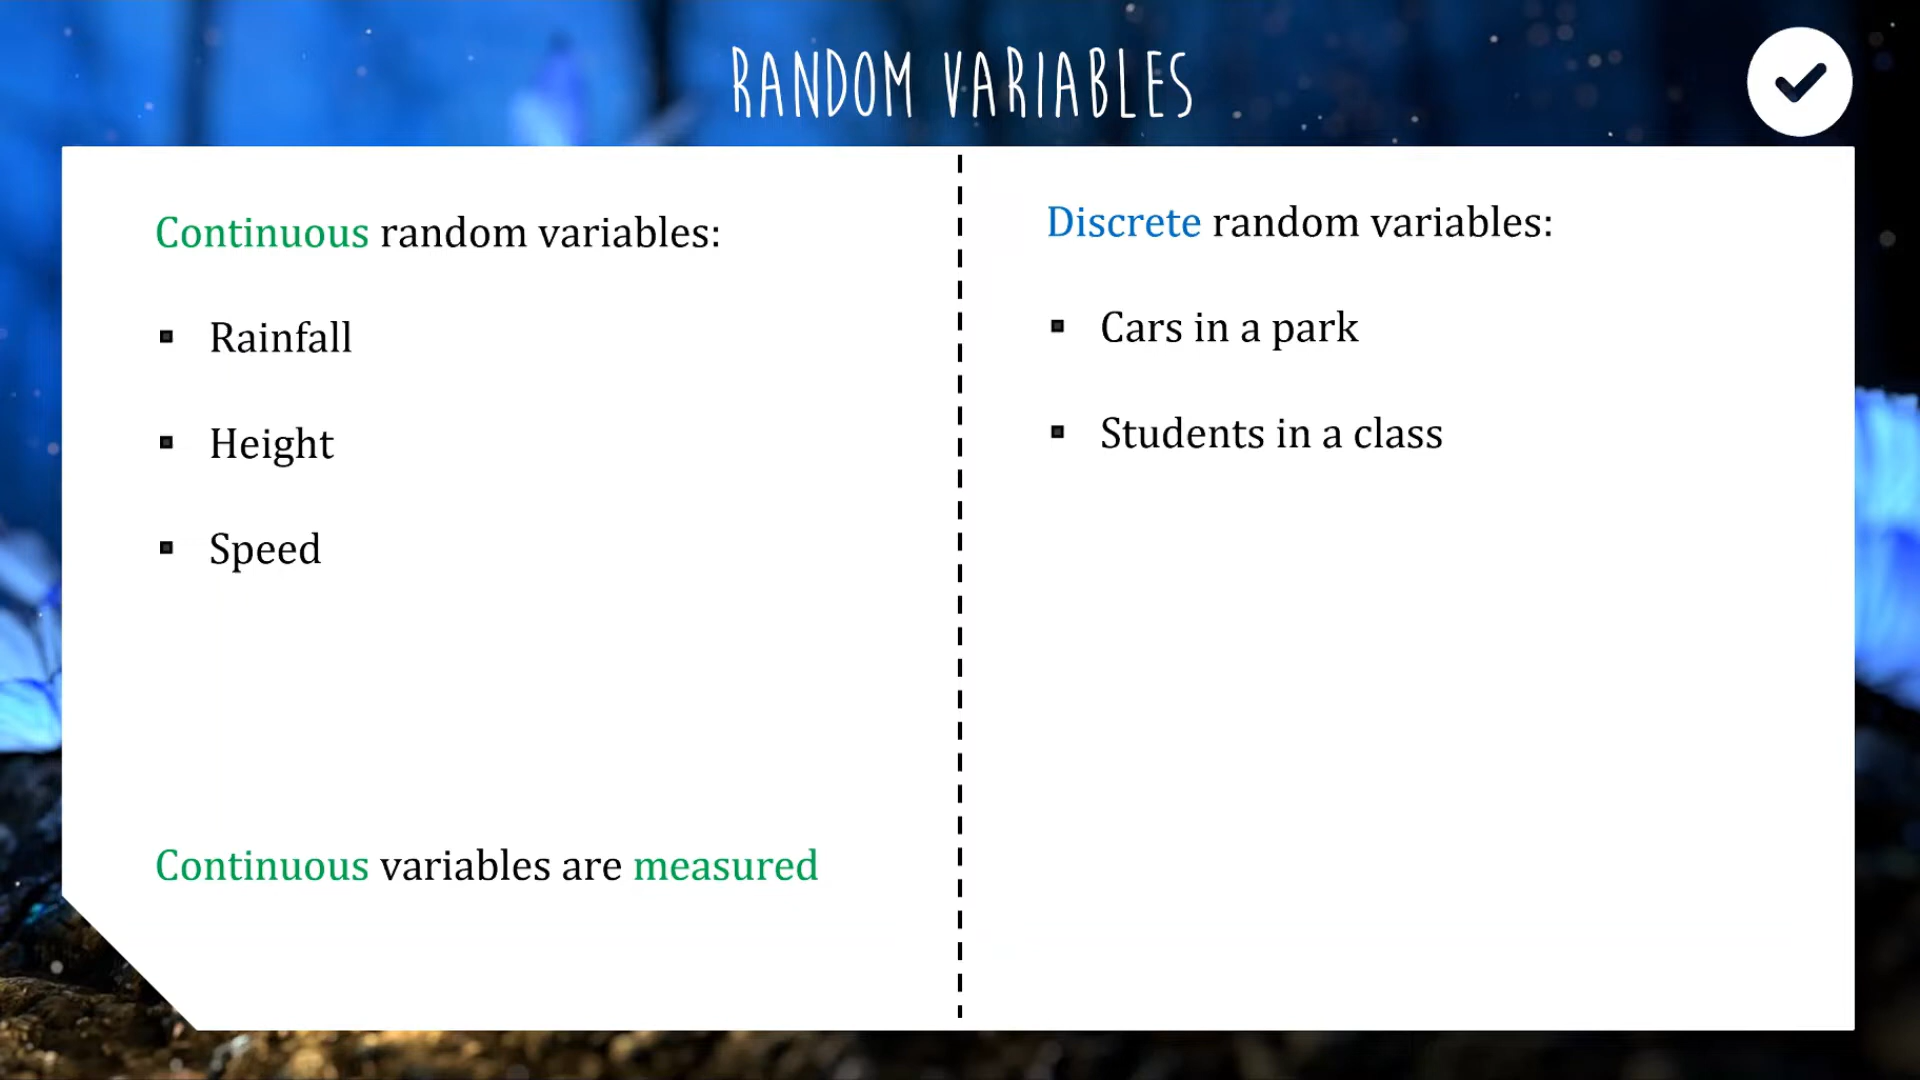 RANDOM VARIABLES
Continuous random variables:
▪ Rainfall
▪ Height
▪ Speed
Continuous variables are measured
Discrete random variables:
▪ Cars in a park
▪ Students in a class